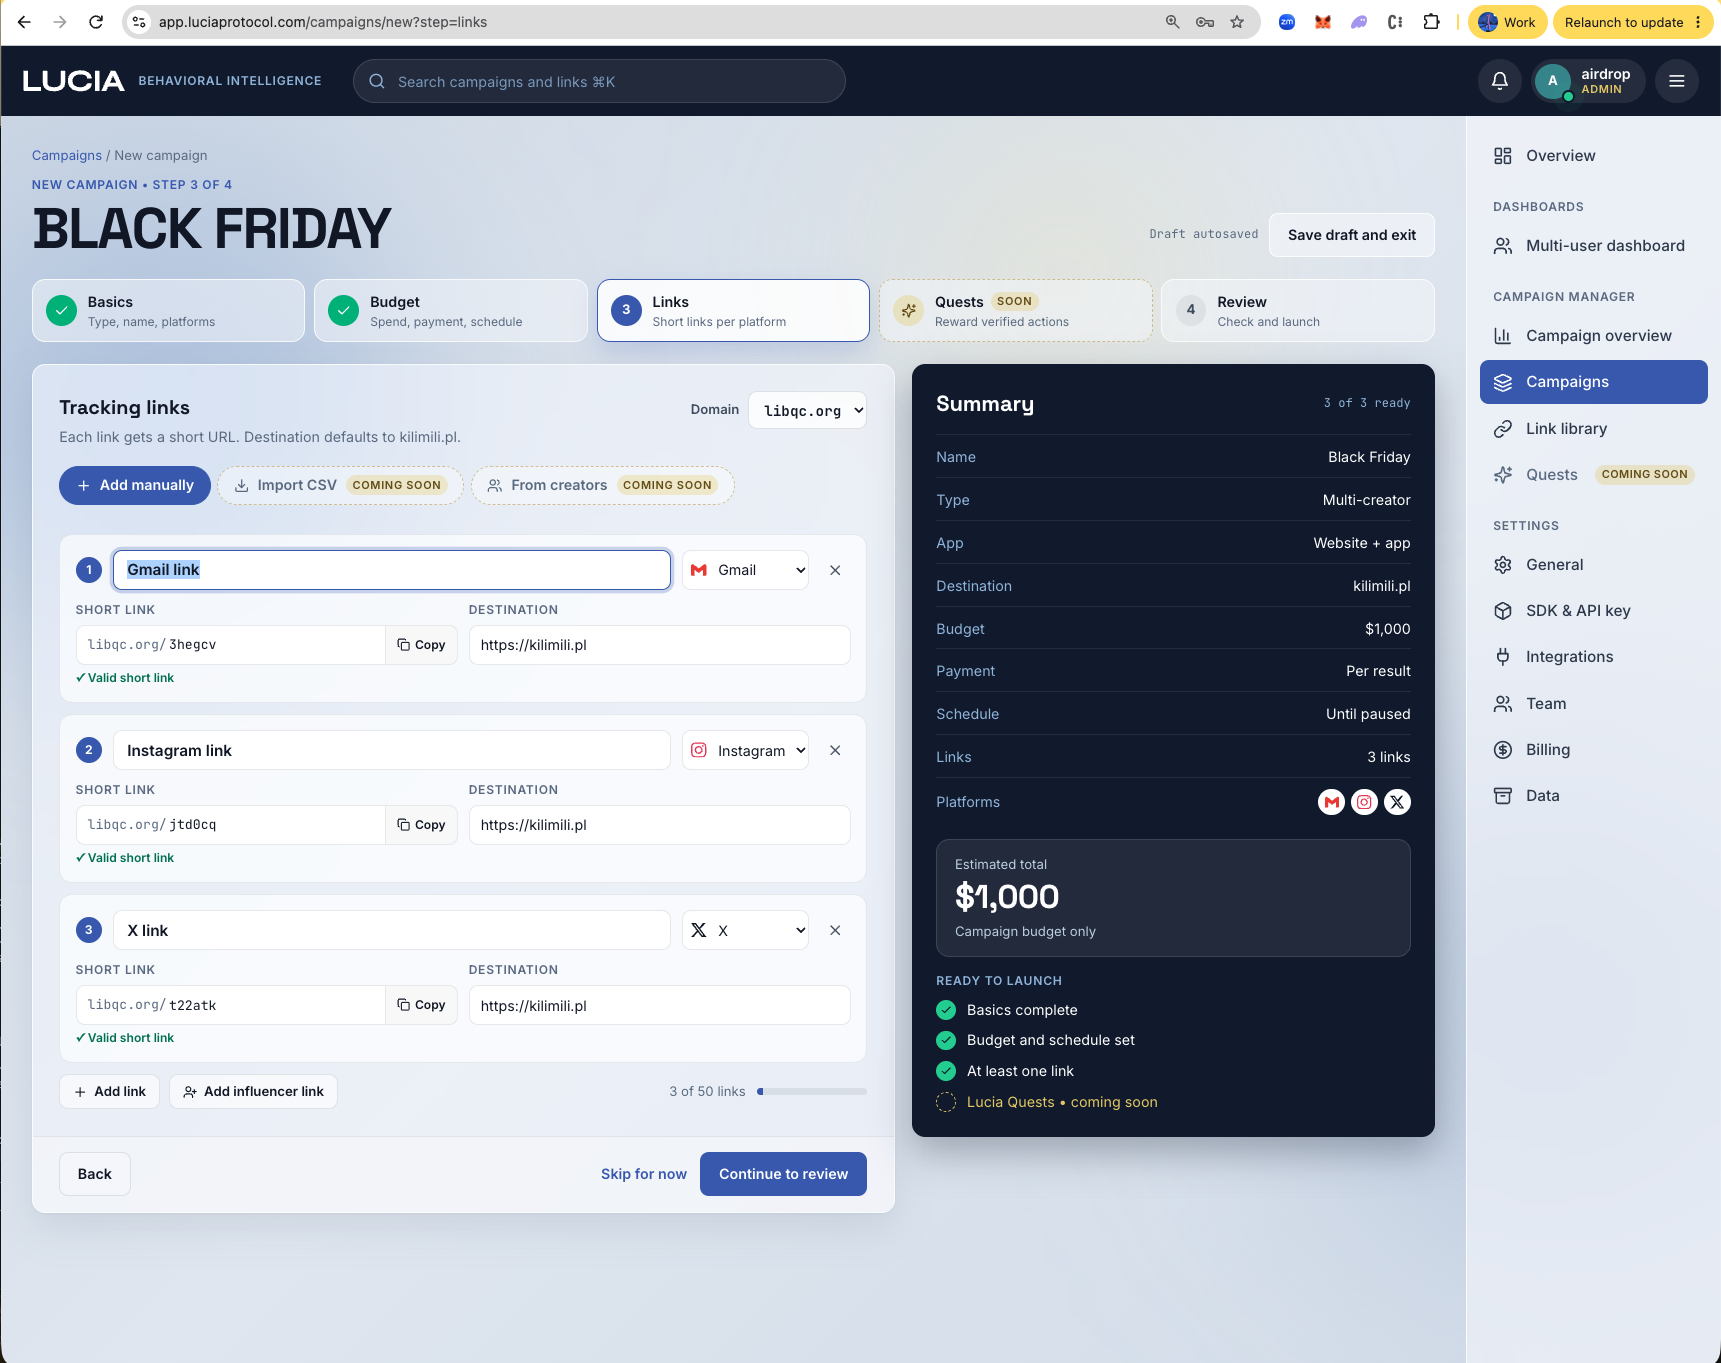 app.luciaprotocol.com/campaigns/new?step=links
zm
Work
Relaunch to update
LUCIA
BEHAVIORAL INTELLIGENCE
Search campaigns and links ⌘K
A
airdrop
ADMIN
Campaigns / New campaign
NEW CAMPAIGN • STEP 3 OF 4
BLACK FRIDAY
Draft autosaved
Save draft and exit
Basics
Type, name, platforms
Budget
Spend, payment, schedule
3
Links
Short links per platform
Quests SOON
Reward verified actions
4
Review
Check and launch
Tracking links
Each link gets a short URL. Destination defaults to kilimili.pl.
Domain
libqc.org
+ Add manually
Import CSV COMING SOON
From creators COMING SOON
1
Gmail link
Gmail
SHORT LINK
DESTINATION
libqc.org/3hegcv
Copy
https://kilimili.pl
✓ Valid short link
2
Instagram link
Instagram
SHORT LINK
DESTINATION
libqc.org/jtd0cq
Copy
https://kilimili.pl
✓ Valid short link
3
X link
X
SHORT LINK
DESTINATION
libqc.org/t22atk
Copy
https://kilimili.pl
✓ Valid short link
+ Add link
Add influencer link
3 of 50 links
Back
Skip for now
Continue to review
Summary
3 of 3 ready
Name
Black Friday
Type
Multi-creator
App
Website + app
Destination
kilimili.pl
Budget
$1,000
Payment
Per result
Schedule
Until paused
Links
3 links
Platforms
Estimated total
$1,000
Campaign budget only
READY TO LAUNCH
Basics complete
Budget and schedule set
At least one link
Lucia Quests • coming soon
Overview
DASHBOARDS
Multi-user dashboard
CAMPAIGN MANAGER
Campaign overview
Campaigns
Link library
Quests COMING SOON
SETTINGS
General
SDK & API key
Integrations
Team
Billing
Data